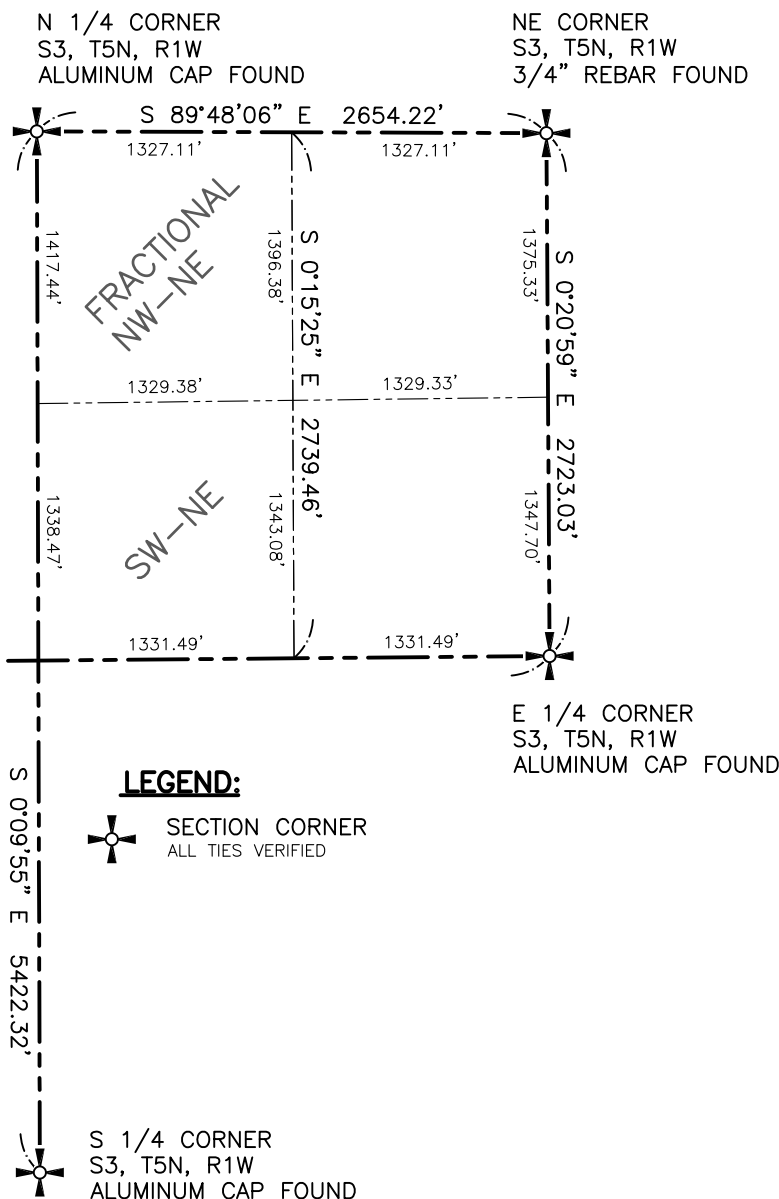 N 1/4 CORNER
S3, T5N, R1W
ALUMINUM CAP FOUND
NE CORNER
S3, T5N, R1W
3/4” REBAR FOUND
S 89°48'06” E 2654.22'
1327.11'
1327.11'
FRACTIONAL
NW–NE
1417.44'
1396.38'
S 0°15'25” E 2739.46'
1375.33'
S 0°20'59” E 2723.03'
1329.38'
1329.33'
SW–NE
1338.47'
1343.08'
1347.70'
1331.49'
1331.49'
E 1/4 CORNER
S3, T5N, R1W
ALUMINUM CAP FOUND
S 0°09'55” E 5422.32'
LEGEND:
SECTION CORNER
ALL TIES VERIFIED
S 1/4 CORNER
S3, T5N, R1W
ALUMINUM CAP FOUND